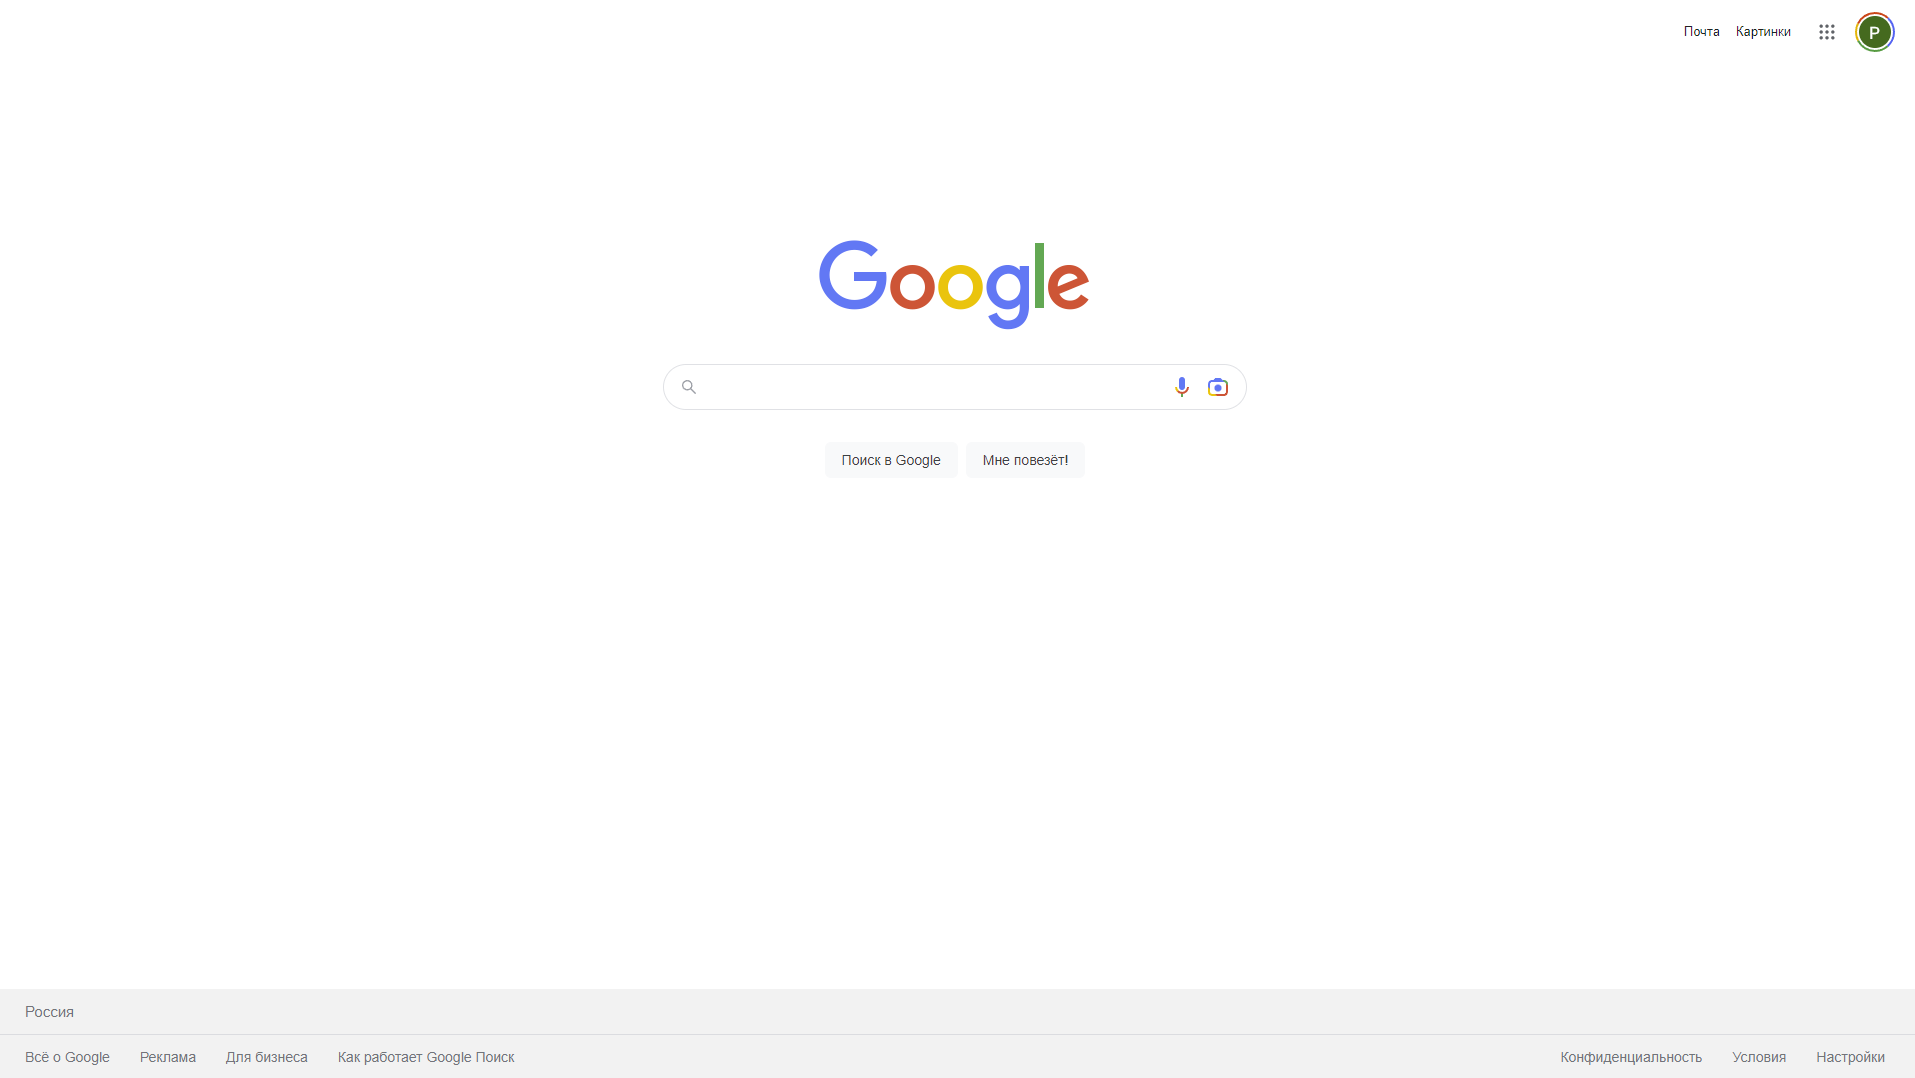 Почта Картинки
P
Google
Поиск в Google Мне повезёт!
Россия
Всё о Google Реклама Для бизнеса Как работает Google Поиск Конфиденциальность Условия Настройки